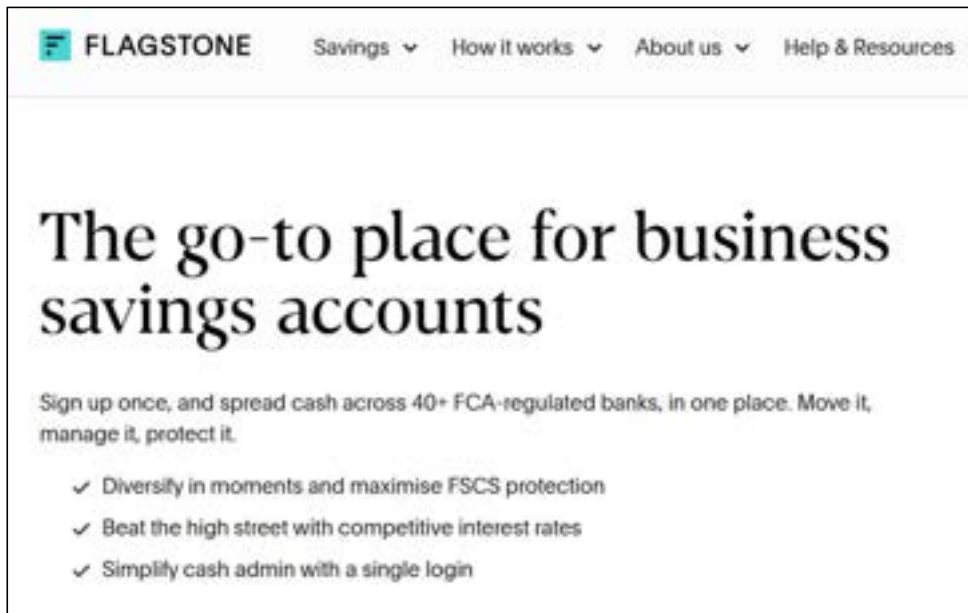 FLAGSTONE Savings How it works About us Help & Resources
The go-to place for business
savings accounts
Sign up once, and spread cash across 40+ FCA-regulated banks, in one place. Move it,
manage it, protect it.
Diversify in moments and maximise FSCS protection
Beat the high street with competitive interest rates
Simplify cash admin with a single login